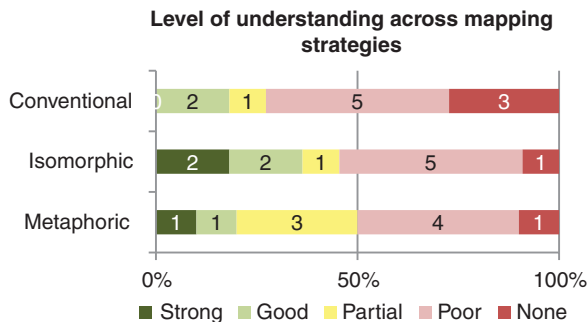 Level of understanding across mapping
strategies
Conventional 0 2 1 5 3
Isomorphic 2 2 1 5 1
Metaphoric 1 1 3 4 1
0% 50% 100%
Strong Good Partial Poor None